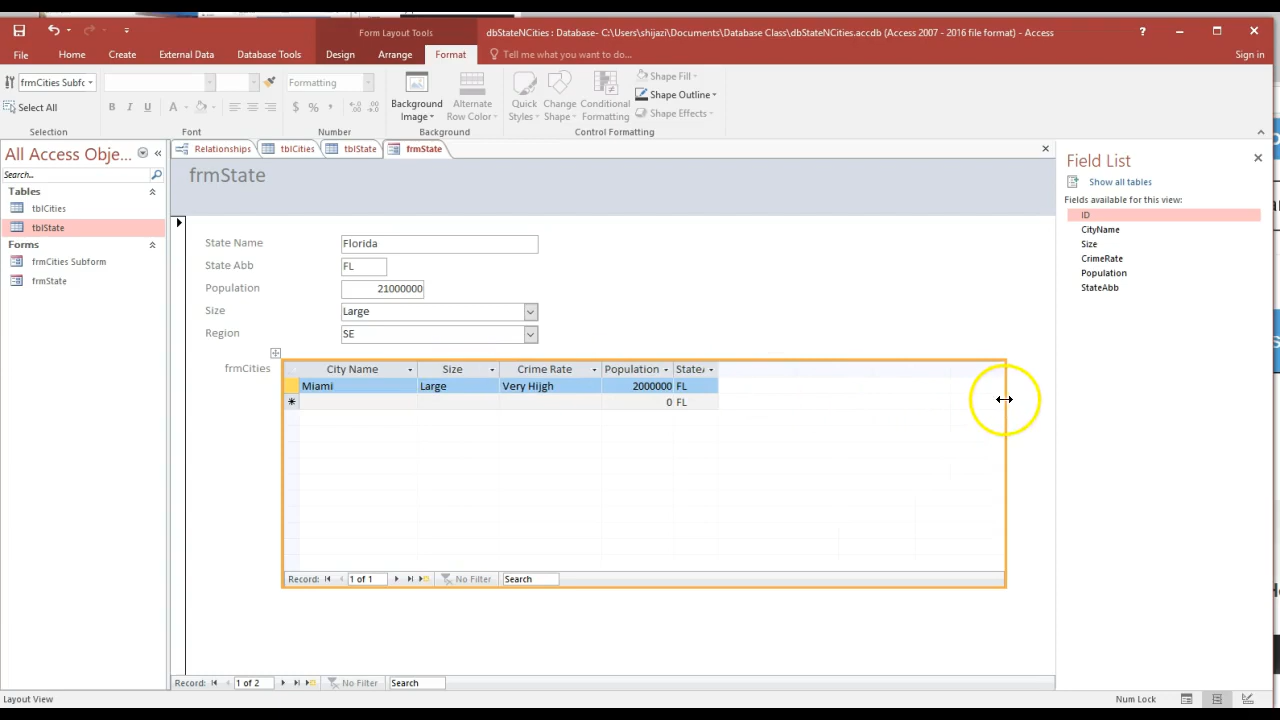 Form Layout Tools
dbStateNCities : Database- C:\Users\shijazi\Documents\Database Class\dbStateNCities.accdb (Access 2007 - 2016 file format) - Access
?
File Home Create External Data Database Tools Design Arrange Format Tell me what you want to do... Sign in
frmCities Subfc Formatting
Select All
B I U A $ % ,
Background Image
Alternate Row Color
Quick Styles
Change Shape
Conditional Formatting
Shape Fill
Shape Outline
Shape Effects
Selection Font Number Background Control Formatting
All Access Obje...
Search...
Tables
tblCities
tblState
Forms
frmCities Subform
frmState
Relationships tblCities tblState frmState
frmState
State Name Florida
State Abb FL
Population 21000000
Size Large
Region SE
frmCities
City Name Size Crime Rate Population State
Miami Large Very Hijgh 2000000 FL
0 FL
Record: 1 of 1 No Filter Search
Record: 1 of 2 No Filter Search
Field List
Show all tables
Fields available for this view:
ID
CityName
Size
CrimeRate
Population
StateAbb
Layout View Num Lock